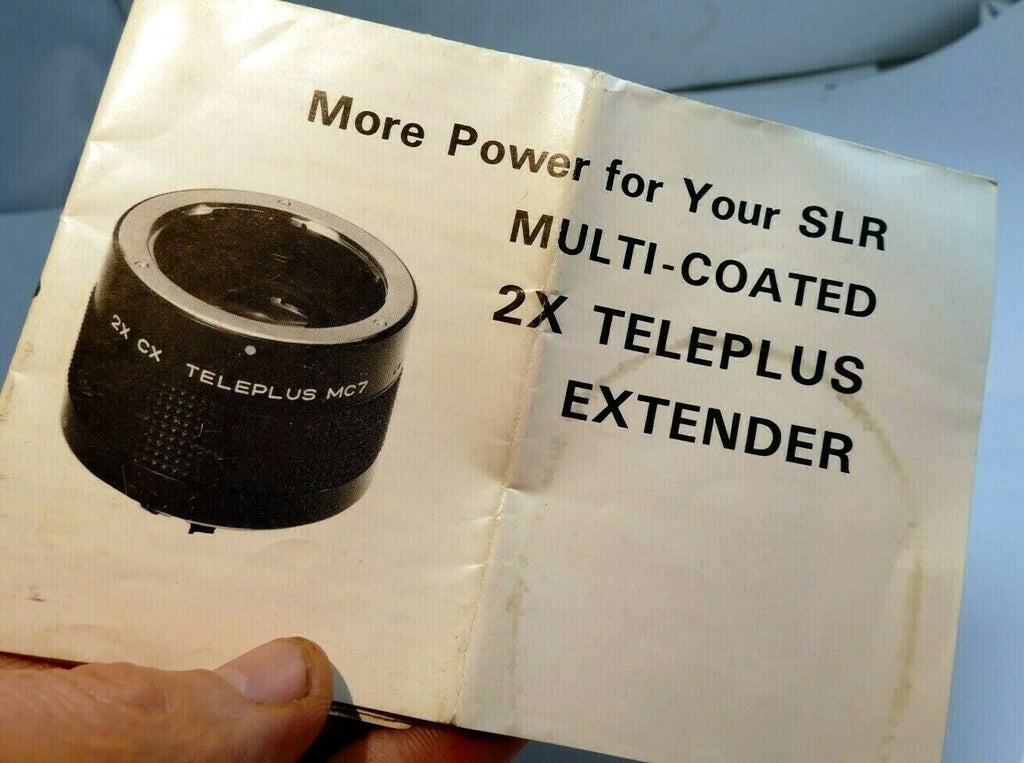 More Power for Your SLR
MULTI-COATED
2X TELEPLUS
EXTENDER
2X CX TELEPLUS MC7